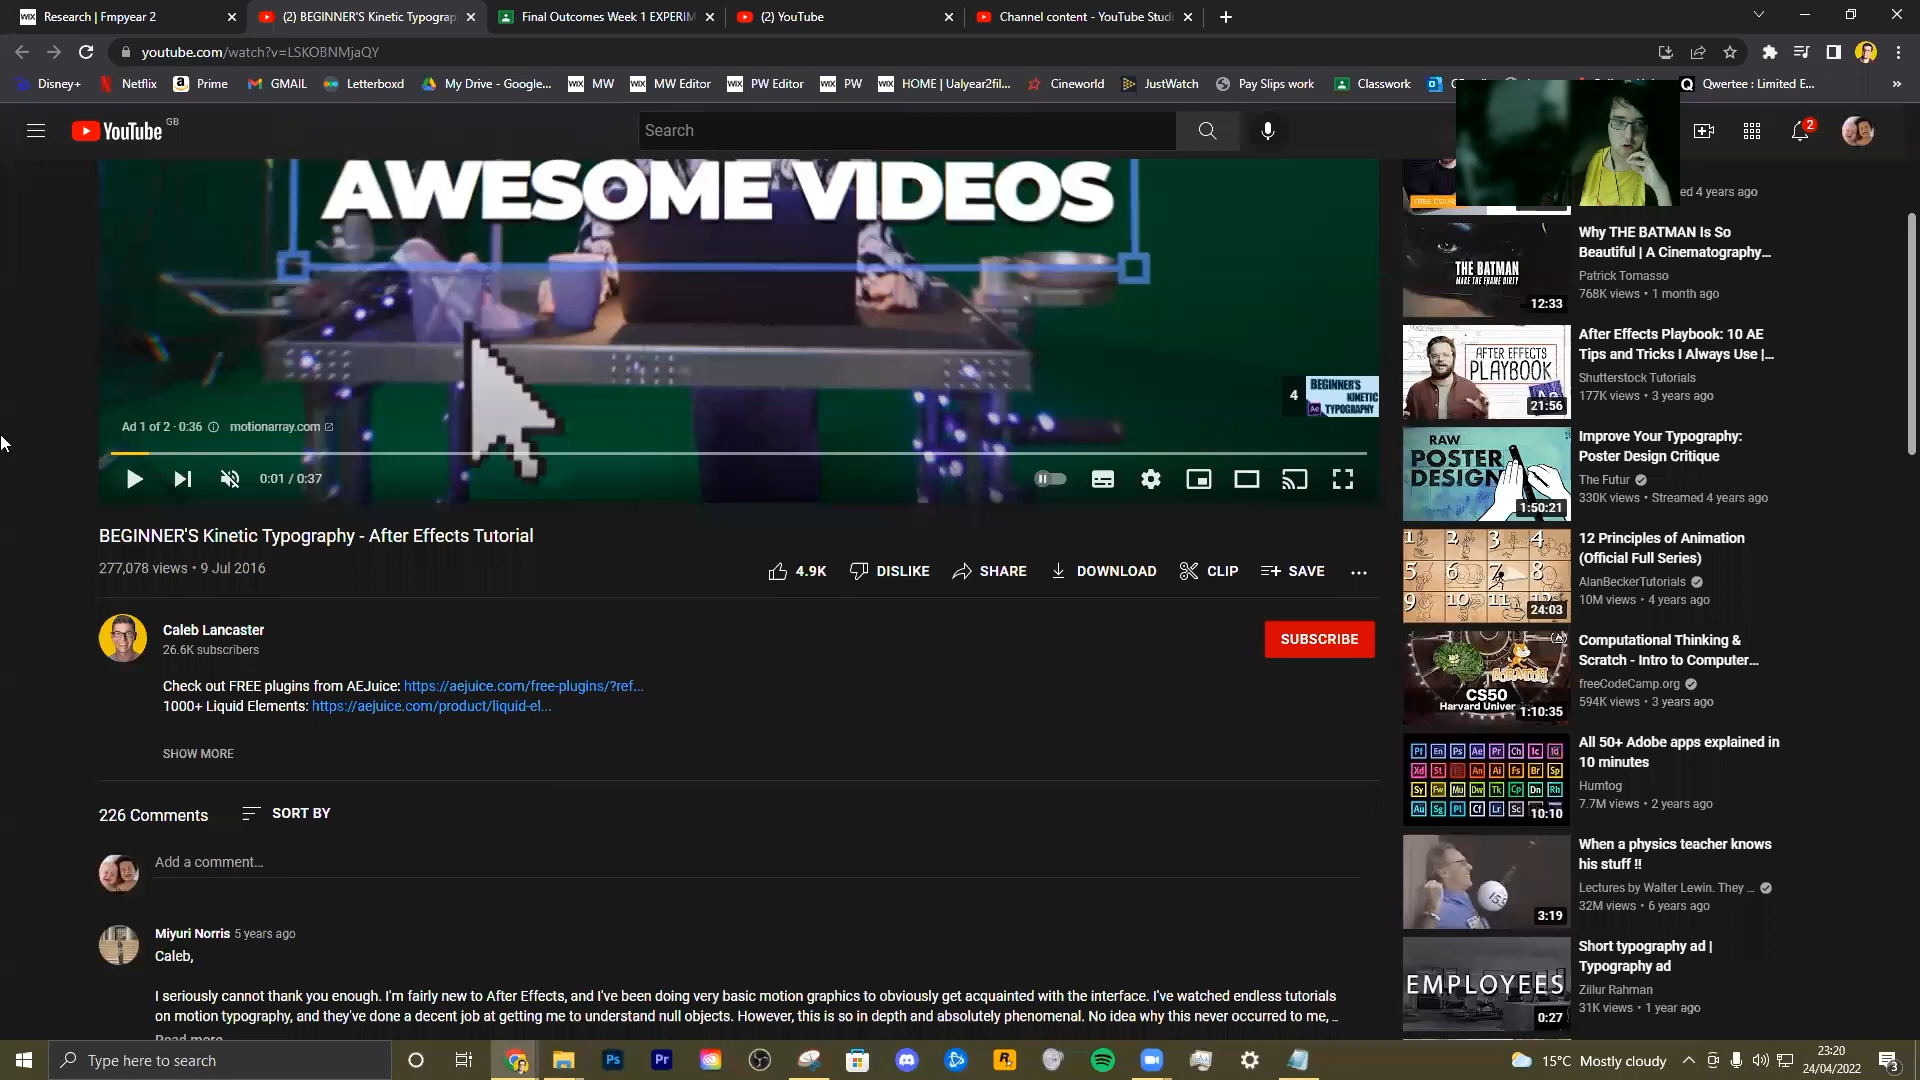 Research | Fmpyear 2
(2) BEGINNER'S Kinetic Typograp
Final Outcomes Week 1 EXPERIM
(2) YouTube
Channel content - YouTube Studi
youtube.com/watch?v=LSKOBNMjaQY
Disney+
Netflix
Prime
GMAIL
Letterboxd
My Drive - Google...
MW
MW Editor
PW Editor
PW
HOME | Ualyear2fil...
Cineworld
JustWatch
Pay Slips work
Classwork
Qwertee : Limited E...
YouTube GB
Search
2
AWESOME VIDEOS
Ad 1 of 2 · 0:36
motionarray.com
4
BEGINNER'S
KINETIC
TYPOGRAPHY
0:01 / 0:37
BEGINNER'S Kinetic Typography - After Effects Tutorial
277,078 views • 9 Jul 2016
4.9K
DISLIKE
SHARE
DOWNLOAD
CLIP
SAVE
Caleb Lancaster
26.6K subscribers
SUBSCRIBE
Check out FREE plugins from AEJuice: https://aejuice.com/free-plugins/?ref...
1000+ Liquid Elements: https://aejuice.com/product/liquid-el...
SHOW MORE
226 Comments
SORT BY
Add a comment...
Miyuri Norris 5 years ago
Caleb,
I seriously cannot thank you enough. I'm fairly new to After Effects, and I've been doing very basic motion graphics to obviously get acquainted with the interface. I've watched endless tutorials
on motion typography, and they've done a decent job at getting me to understand null objects. However, this is so in depth and absolutely phenomenal. No idea why this never occurred to me, ...
Read more
4 years ago
THE BATMAN
MAKE THE FRAME DIRTY
12:33
Why THE BATMAN Is So
Beautiful | A Cinematography...
Patrick Tomasso
768K views • 1 month ago
AFTER EFFECTS
PLAYBOOK
21:56
After Effects Playbook: 10 AE
Tips and Tricks I Always Use |...
Shutterstock Tutorials
177K views • 3 years ago
RAW
POSTER
DESIGN
1:50:21
Improve Your Typography:
Poster Design Critique
The Futur
330K views • Streamed 4 years ago
24:03
12 Principles of Animation
(Official Full Series)
AlanBeckerTutorials
10M views • 4 years ago
SCRATCH
CS50
Harvard Univer
1:10:35
Computational Thinking &
Scratch - Intro to Computer...
freeCodeCamp.org
594K views • 3 years ago
10:10
All 50+ Adobe apps explained in
10 minutes
Humtog
7.7M views • 2 years ago
3:19
When a physics teacher knows
his stuff !!
Lectures by Walter Lewin. They ...
32M views • 6 years ago
EMPLOYEES
0:27
Short typography ad |
Typography ad
Zillur Rahman
31K views • 1 year ago
Type here to search
15°C Mostly cloudy
23:20
24/04/2022
3